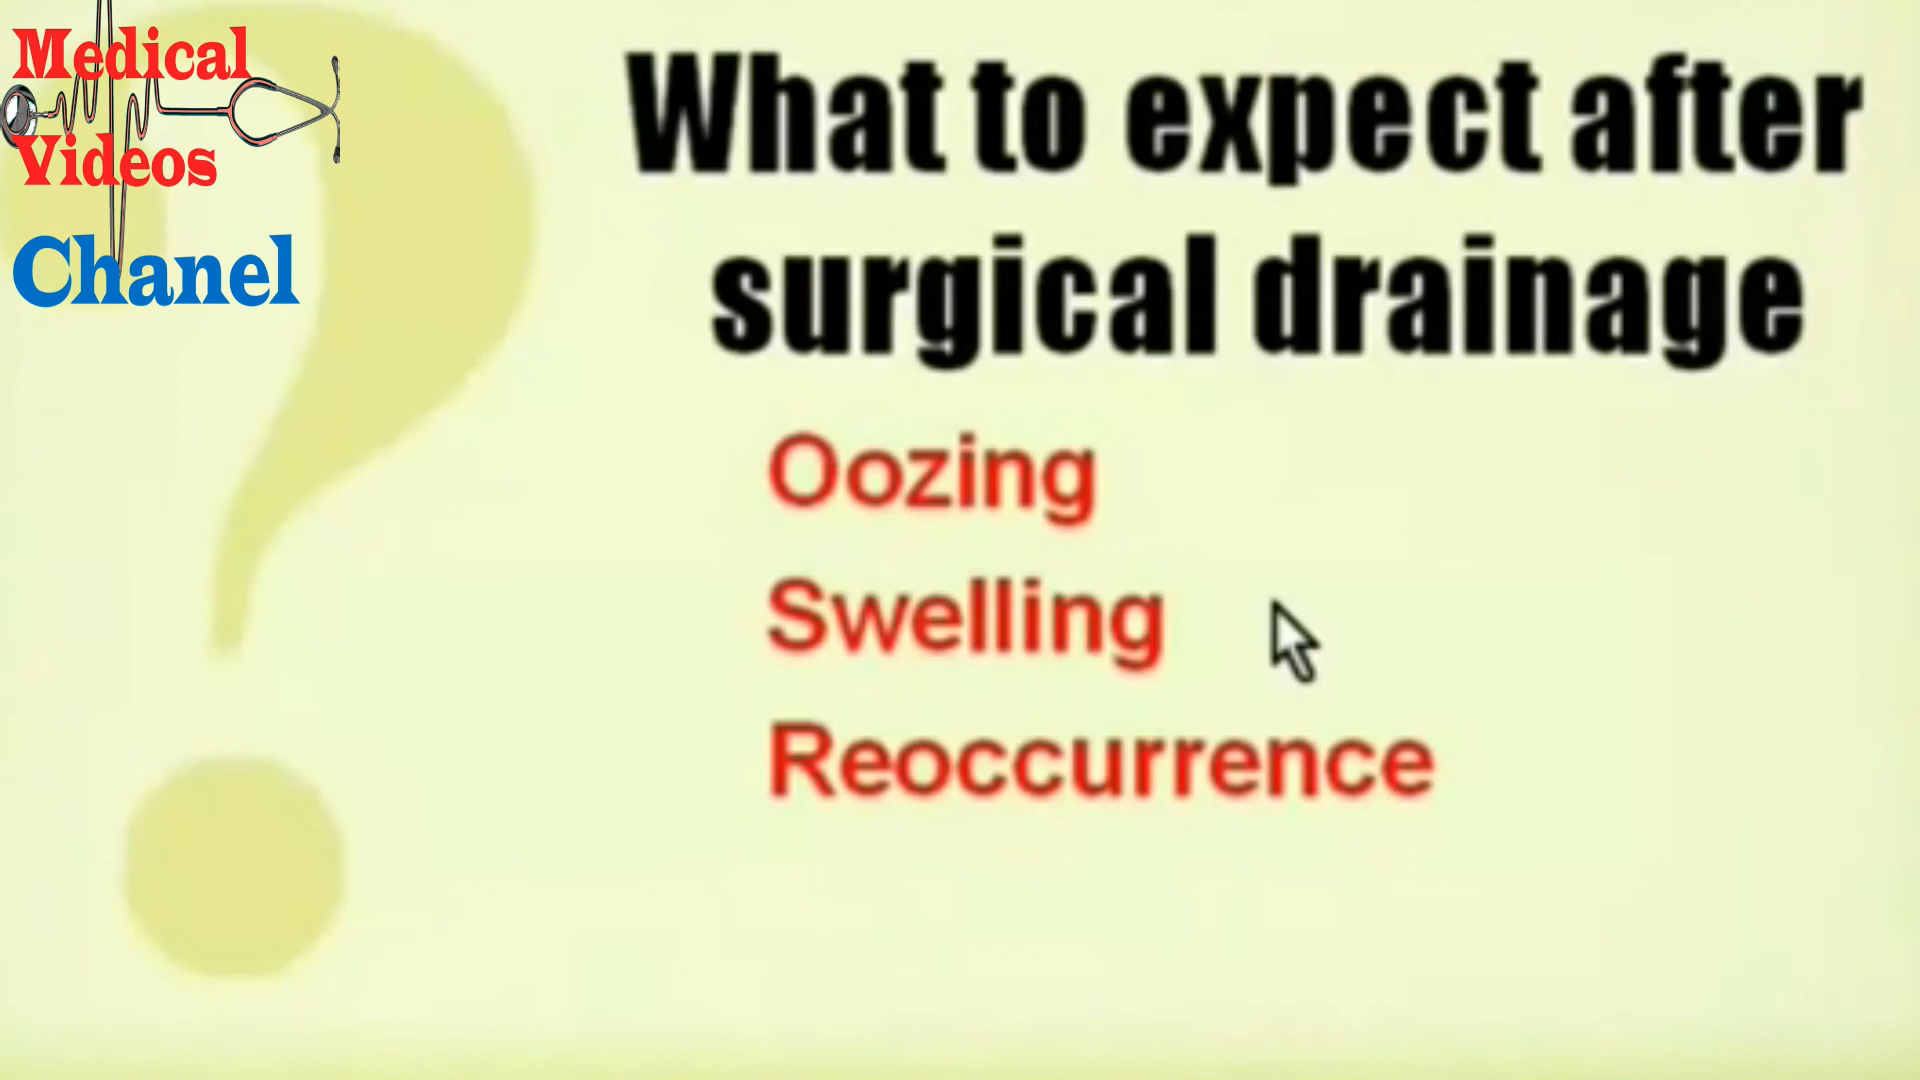 Medical
Videos
Chanel
What to expect after
surgical drainage
Oozing
Swelling
Reoccurrence